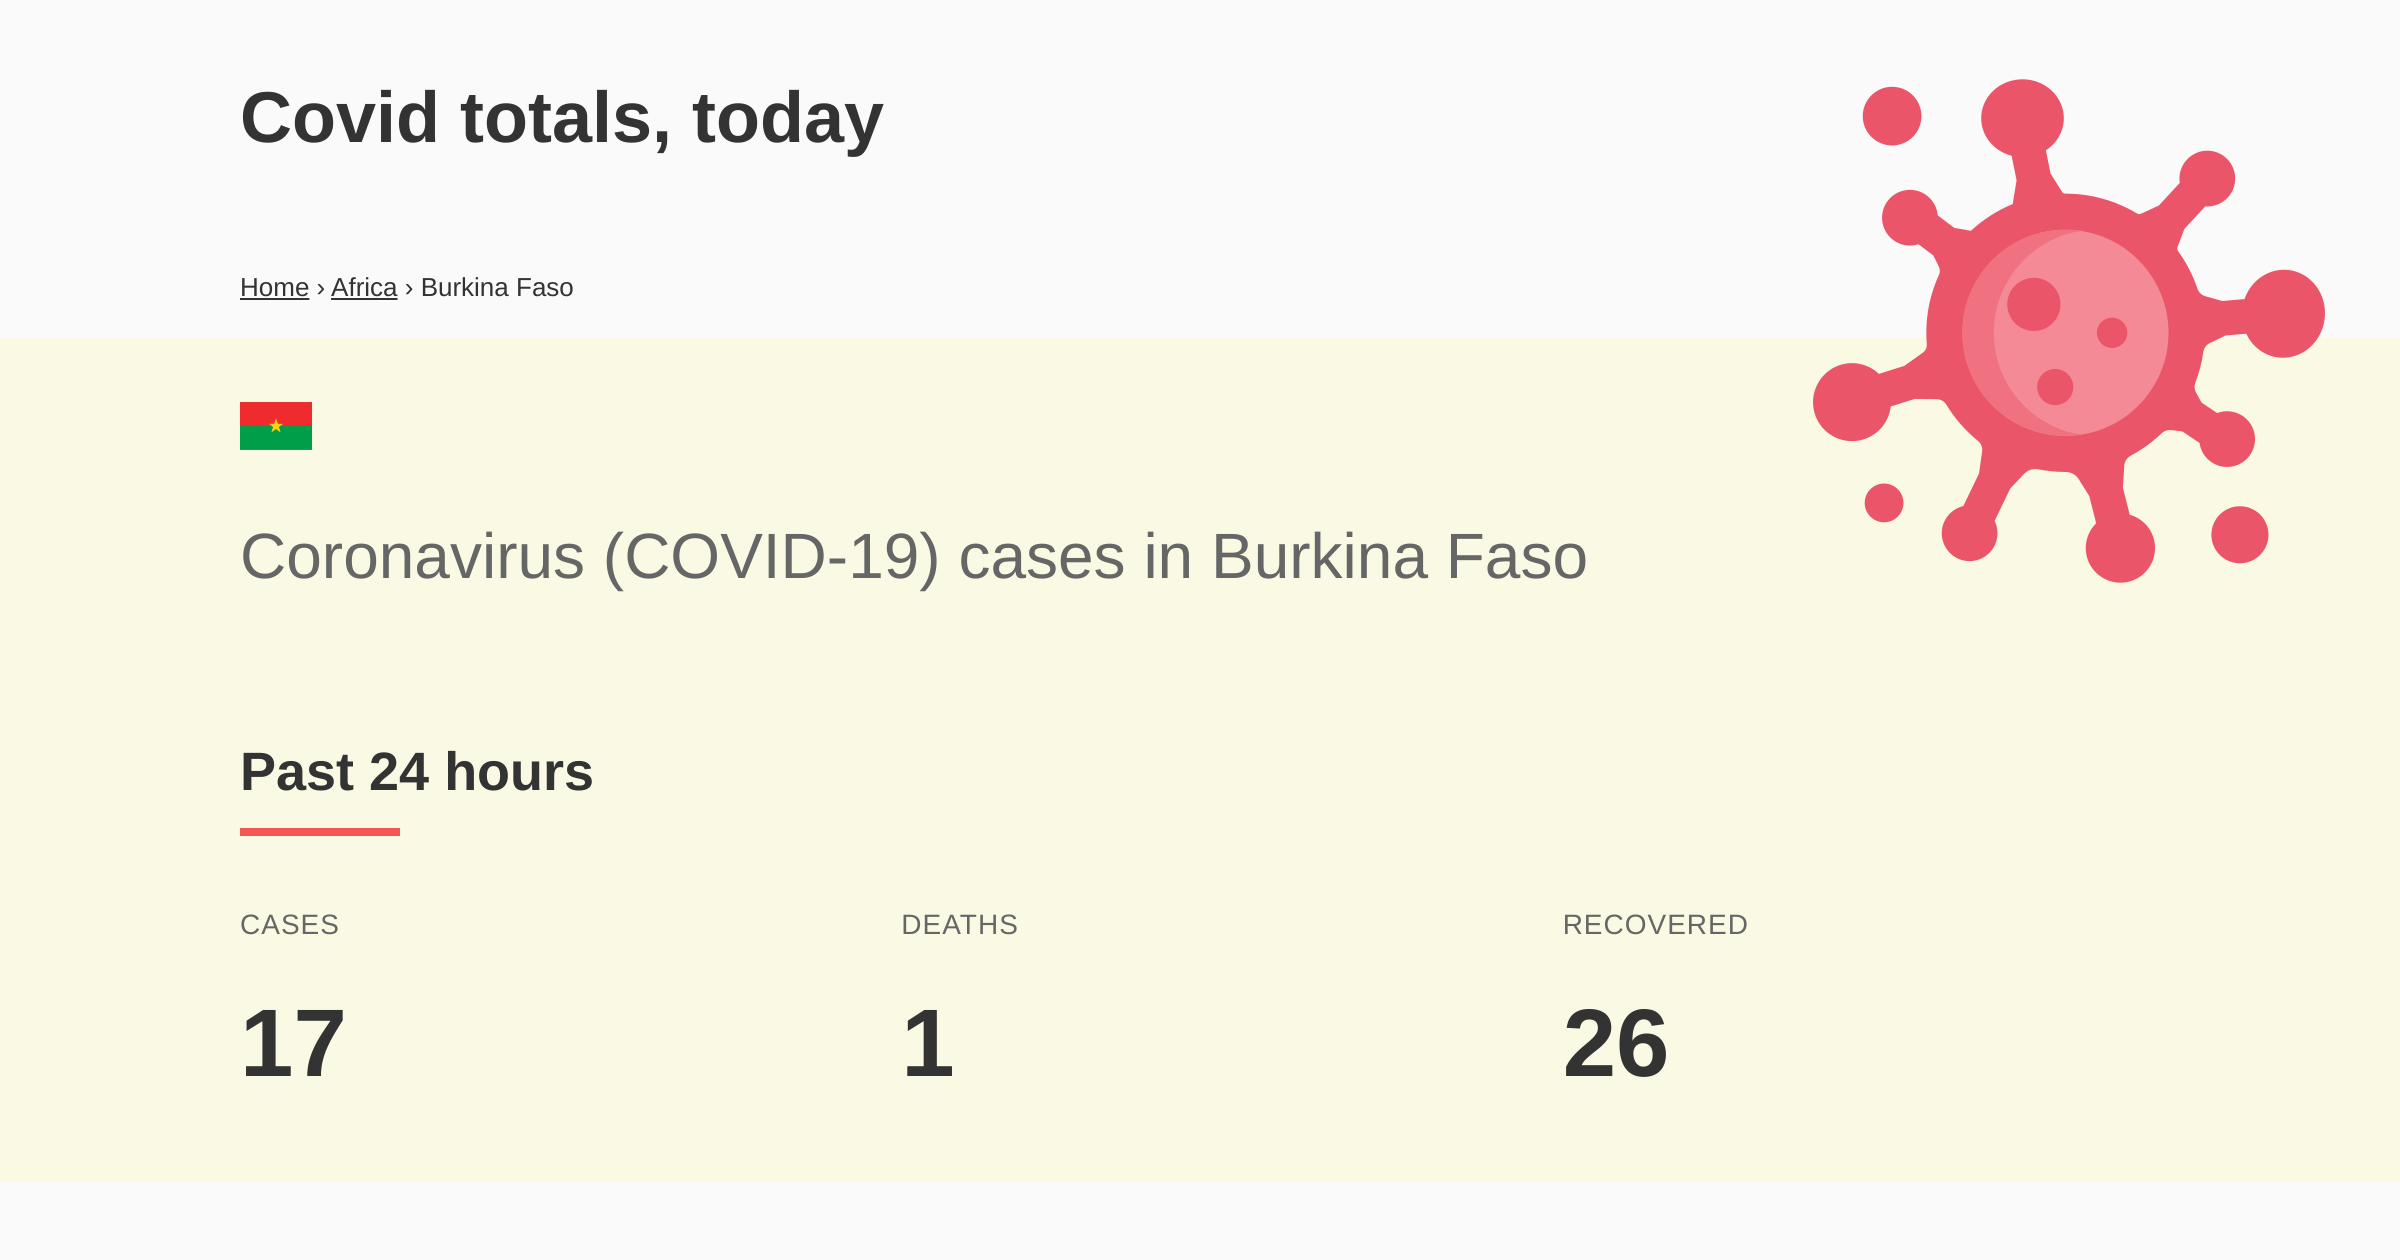 Covid totals, today
Home › Africa › Burkina Faso
Coronavirus (COVID-19) cases in Burkina Faso
Past 24 hours
CASES DEATHS RECOVERED
17 1 26